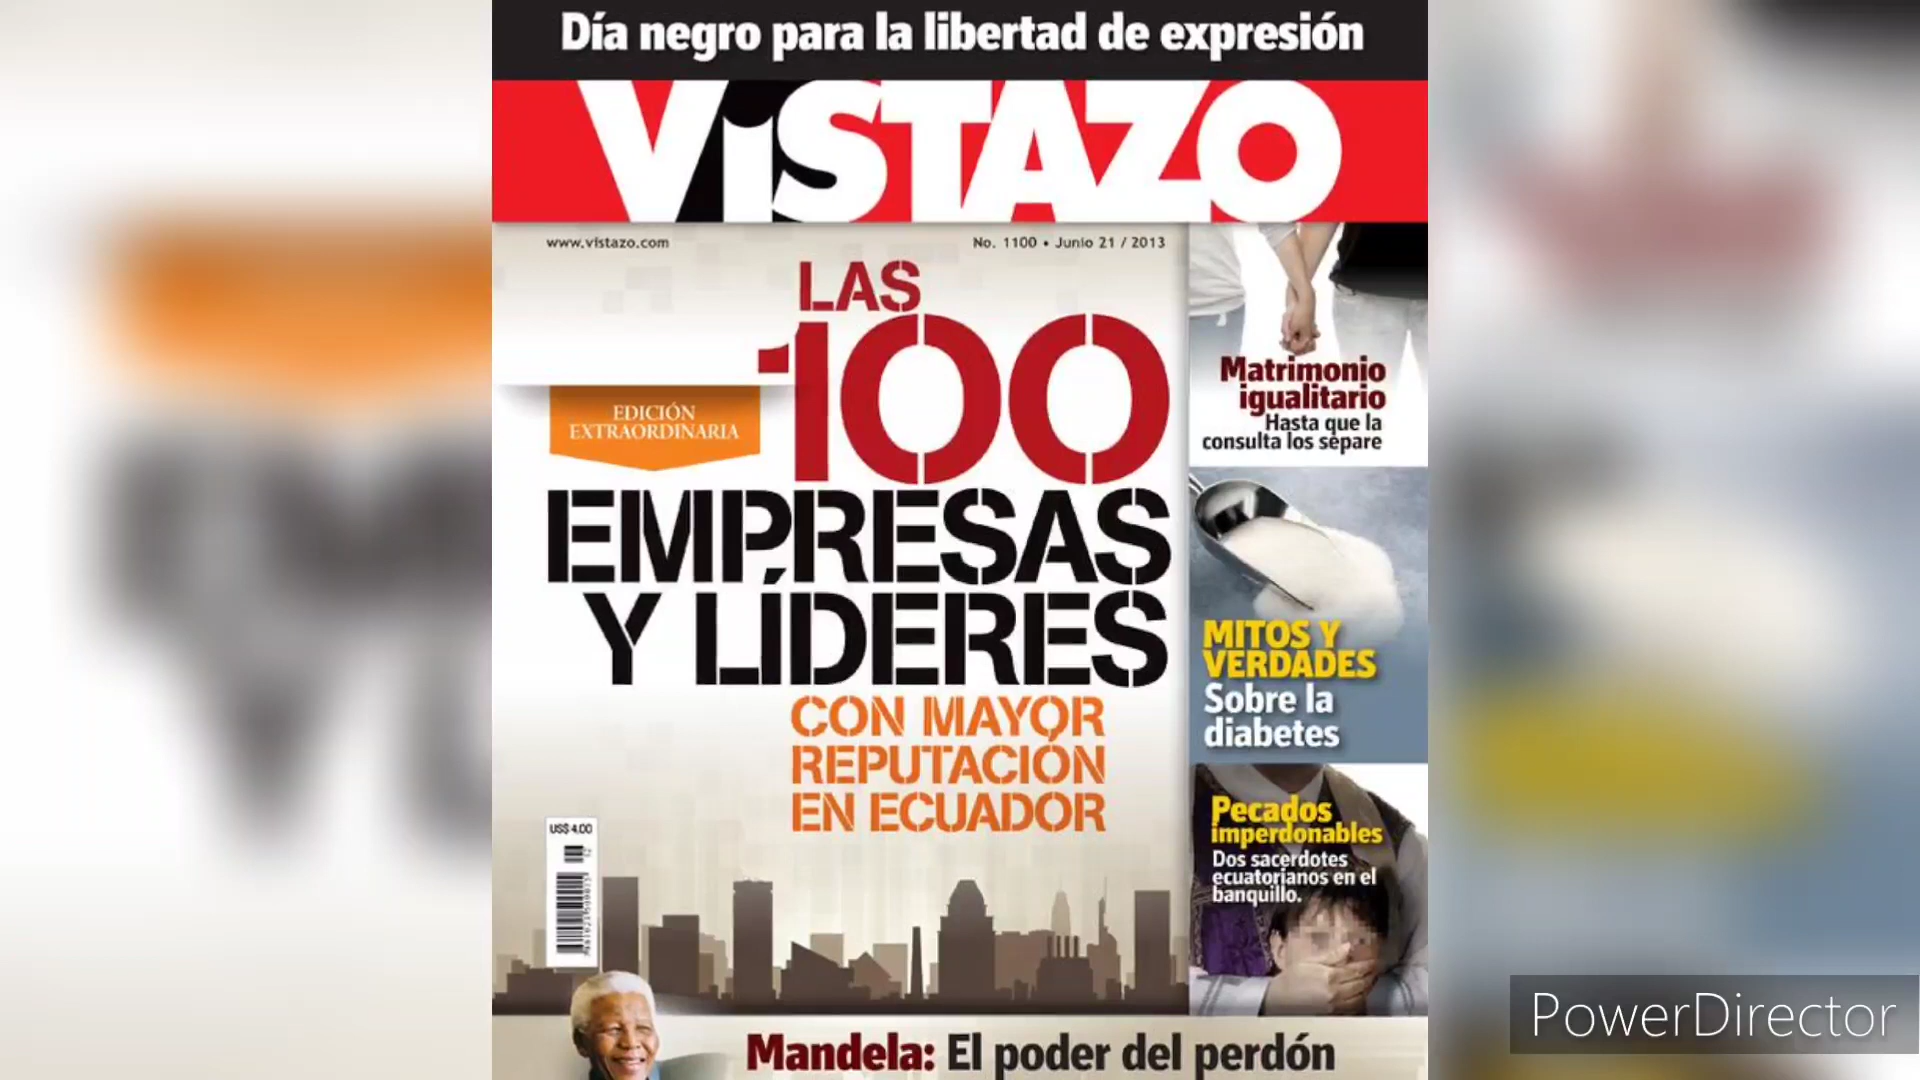 Día negro para la libertad de expresión
ViSTAZO
www.vistazo.com
No. 1100 • Junio 21 / 2013
LAS
100
EDICIÓN
EXTRAORDINARIA
EMPRESAS
Y LÍDERES
CON MAYOR
REPUTACIÓN
EN ECUADOR
Matrimonio
igualitario
Hasta que la
consulta los separe
MITOS Y
VERDADES
Sobre la
diabetes
Pecados
imperdonables
Dos sacerdotes
ecuatorianos en el
banquillo.
US$ 4.00
Mandela: El poder del perdón
PowerDirector